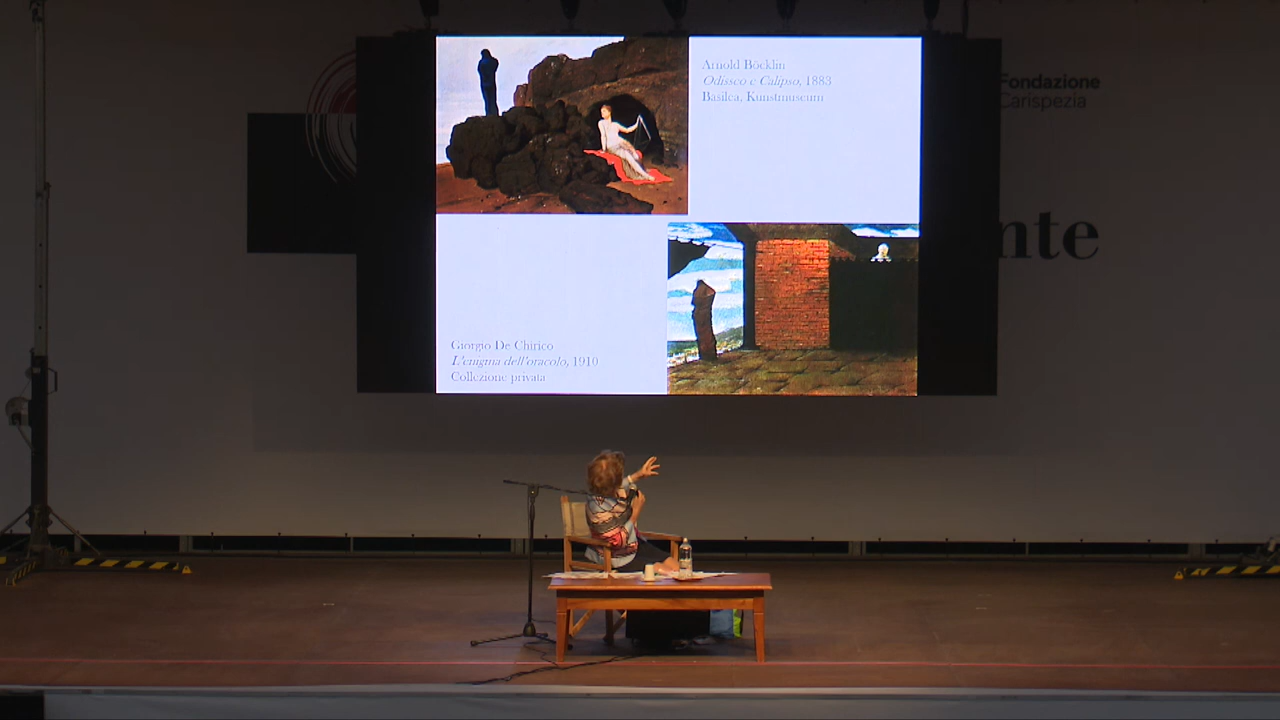 Arnold Böcklin
Odisseo e Calipso, 1883
Basilea, Kunstmuseum
Fondazione
Carispezia
nte
Giorgio De Chirico
L'enigma dell'oracolo, 1910
Collezione privata